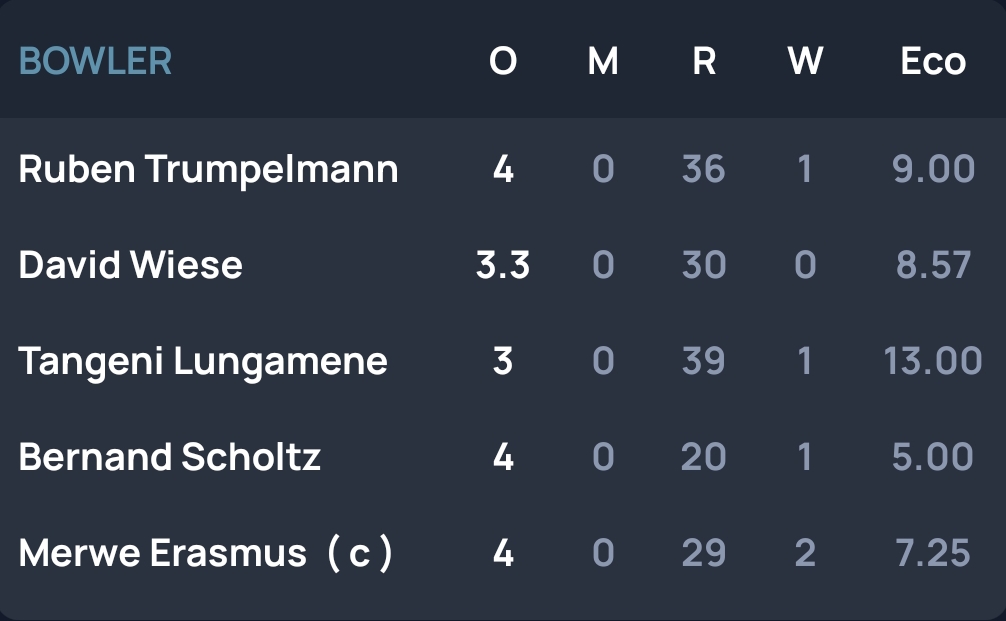 BOWLER O M R W Eco
Ruben Trumpelmann 4 0 36 1 9.00
David Wiese 3.3 0 30 0 8.57
Tangeni Lungamene 3 0 39 1 13.00
Bernand Scholtz 4 0 20 1 5.00
Merwe Erasmus ( c ) 4 0 29 2 7.25